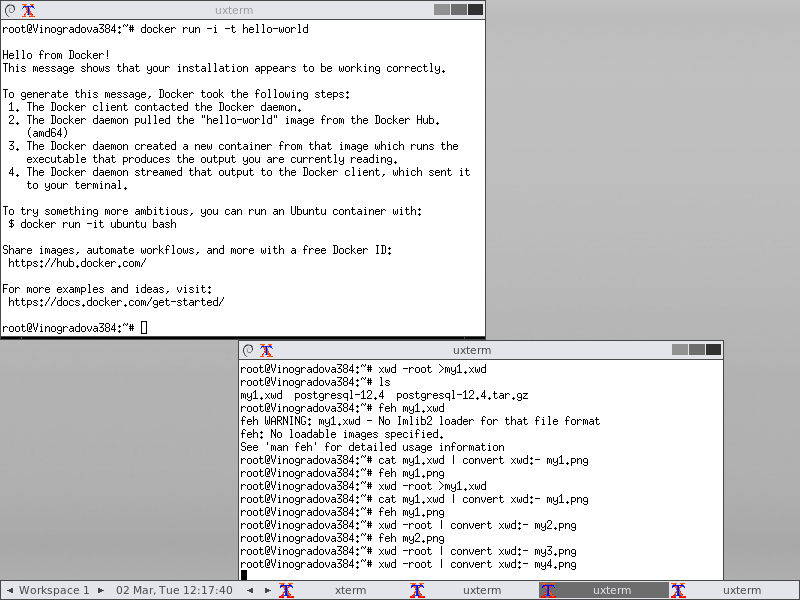 uxterm
root@Vinogradova384:~# docker run -i -t hello-world
Hello from Docker!
This message shows that your installation appears to be working correctly.
To generate this message, Docker took the following steps:
1. The Docker client contacted the Docker daemon.
2. The Docker daemon pulled the "hello-world" image from the Docker Hub.
(amd64)
3. The Docker daemon created a new container from that image which runs the
executable that produces the output you are currently reading.
4. The Docker daemon streamed that output to the Docker client, which sent it
to your terminal.
To try something more ambitious, you can run an Ubuntu container with:
$ docker run -it ubuntu bash
Share images, automate workflows, and more with a free Docker ID:
https://hub.docker.com/
For more examples and ideas, visit:
https://docs.docker.com/get-started/
root@Vinogradova384:~#
uxterm
root@Vinogradova384:~# xwd -root >my1.xwd
root@Vinogradova384:~# ls
my1.xwd  postgresql-12.4  postgresql-12.4.tar.gz
root@Vinogradova384:~# feh my1.xwd
feh WARNING: my1.xwd - No Imlib2 loader for that file format
feh: No loadable images specified.
See 'man feh' for detailed usage information
root@Vinogradova384:~# cat my1.xwd | convert xwd:- my1.png
root@Vinogradova384:~# feh my1.png
root@Vinogradova384:~# xwd -root >my1.xwd
root@Vinogradova384:~# cat my1.xwd | convert xwd:- my1.png
root@Vinogradova384:~# feh my1.png
root@Vinogradova384:~# xwd -root | convert xwd:- my2.png
root@Vinogradova384:~# feh my2.png
root@Vinogradova384:~# xwd -root | convert xwd:- my3.png
root@Vinogradova384:~# xwd -root | convert xwd:- my4.png
Workspace 1 02 Mar, Tue 12:17:40 xterm uxterm uxterm uxterm